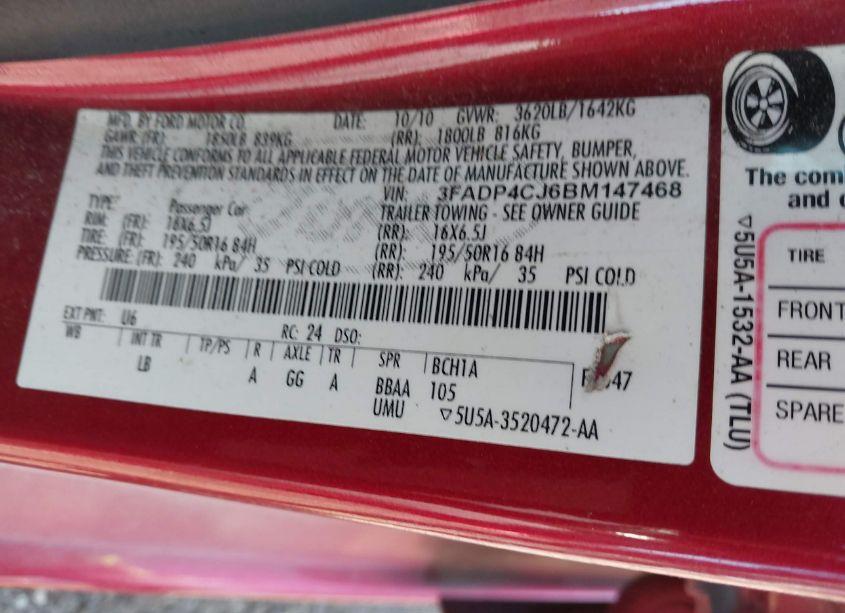 MFD. BY FORD MOTOR CO. DATE: 10/10 GVWR: 3620LB/1642KG
GAWR (FR): 1850LB 839KG (RR): 1800LB 816KG
THIS VEHICLE CONFORMS TO ALL APPLICABLE FEDERAL MOTOR VEHICLE SAFETY, BUMPER,
AND THEFT PREVENTION STANDARDS IN EFFECT ON THE DATE OF MANUFACTURE SHOWN ABOVE.
VIN: 3FADP4CJ6BM147468
TYPE: Passenger Car TRAILER TOWING - SEE OWNER GUIDE
RIM: (FR): 16X6.5J (RR): 16X6.5J
TIRE: (FR): 195/50R16 84H (RR): 195/50R16 84H
PRESSURE: (FR): 240 kPa/ 35 PSI COLD (RR): 240 kPa/ 35 PSI COLD
EXT PNT: U6 RC: 24 DSO:
WB INT TR TP/PS R AXLE TR SPR BCH1A
LB A GG A BBAA 105 47
UMU ▽5U5A-3520472-AA
The com
and
▽5U5A-1532-AA (TLU)
TIRE
FRONT
REAR
SPARE